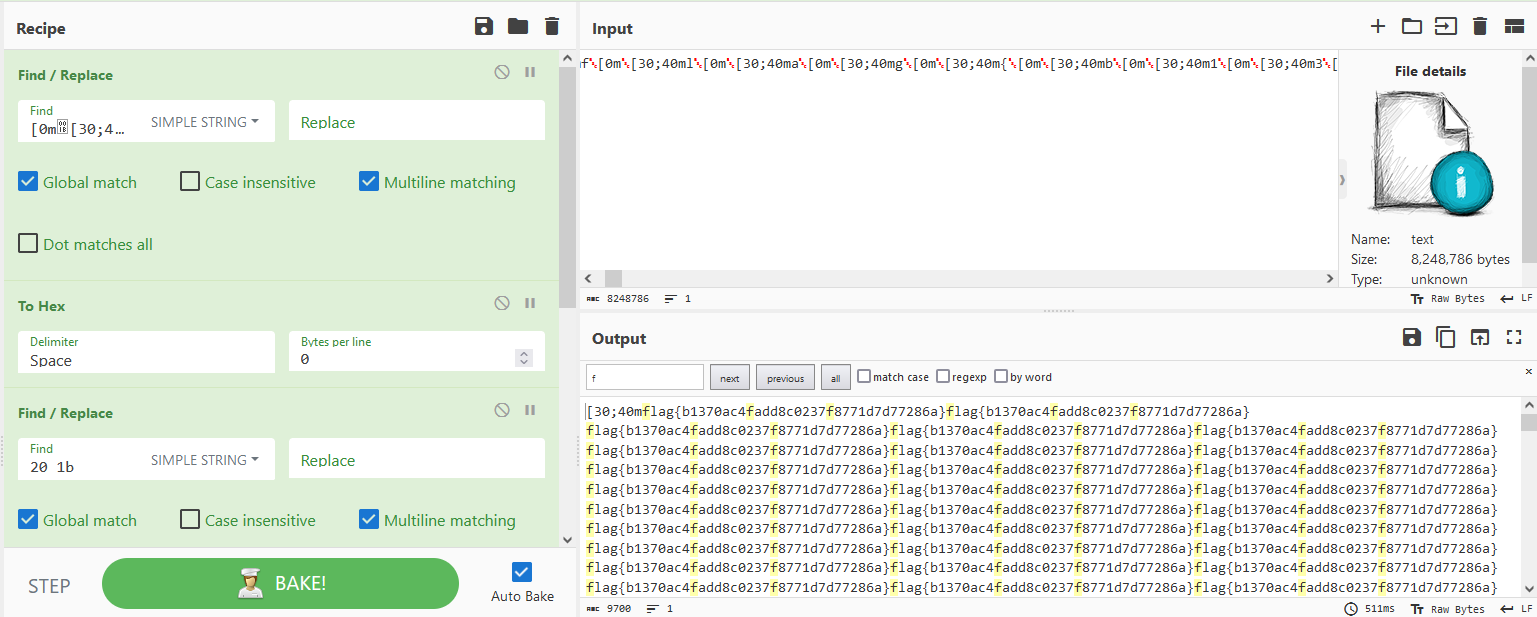 Recipe
Find / Replace
Find
[0m␛[30;4…
SIMPLE STRING
Replace
Global match
Case insensitive
Multiline matching
Dot matches all
To Hex
Delimiter
Space
Bytes per line
0
Find / Replace
Find
20 1b
SIMPLE STRING
Replace
Global match
Case insensitive
Multiline matching
STEP
BAKE!
Auto Bake
Input
mf␛[0m␛[30;40ml␛[0m␛[30;40ma␛[0m␛[30;40mg␛[0m␛[30;40m{␛[0m␛[30;40mb␛[0m␛[30;40m1␛[0m␛[30;40m3␛[
File details
Name: text
Size: 8,248,786 bytes
Type: unknown
8248786 1
Raw Bytes LF
Output
f
next
previous
all
match case
regexp
by word
[30;40mflag{b1370ac4fadd8c0237f8771d7d77286a}flag{b1370ac4fadd8c0237f8771d7d77286a}
flag{b1370ac4fadd8c0237f8771d7d77286a}flag{b1370ac4fadd8c0237f8771d7d77286a}flag{b1370ac4fadd8c0237f8771d7d77286a}
flag{b1370ac4fadd8c0237f8771d7d77286a}flag{b1370ac4fadd8c0237f8771d7d77286a}flag{b1370ac4fadd8c0237f8771d7d77286a}
flag{b1370ac4fadd8c0237f8771d7d77286a}flag{b1370ac4fadd8c0237f8771d7d77286a}flag{b1370ac4fadd8c0237f8771d7d77286a}
flag{b1370ac4fadd8c0237f8771d7d77286a}flag{b1370ac4fadd8c0237f8771d7d77286a}flag{b1370ac4fadd8c0237f8771d7d77286a}
flag{b1370ac4fadd8c0237f8771d7d77286a}flag{b1370ac4fadd8c0237f8771d7d77286a}flag{b1370ac4fadd8c0237f8771d7d77286a}
flag{b1370ac4fadd8c0237f8771d7d77286a}flag{b1370ac4fadd8c0237f8771d7d77286a}flag{b1370ac4fadd8c0237f8771d7d77286a}
flag{b1370ac4fadd8c0237f8771d7d77286a}flag{b1370ac4fadd8c0237f8771d7d77286a}flag{b1370ac4fadd8c0237f8771d7d77286a}
flag{b1370ac4fadd8c0237f8771d7d77286a}flag{b1370ac4fadd8c0237f8771d7d77286a}flag{b1370ac4fadd8c0237f8771d7d77286a}
flag{b1370ac4fadd8c0237f8771d7d77286a}flag{b1370ac4fadd8c0237f8771d7d77286a}flag{b1370ac4fadd8c0237f8771d7d77286a}
9700 1
511ms Raw Bytes LF